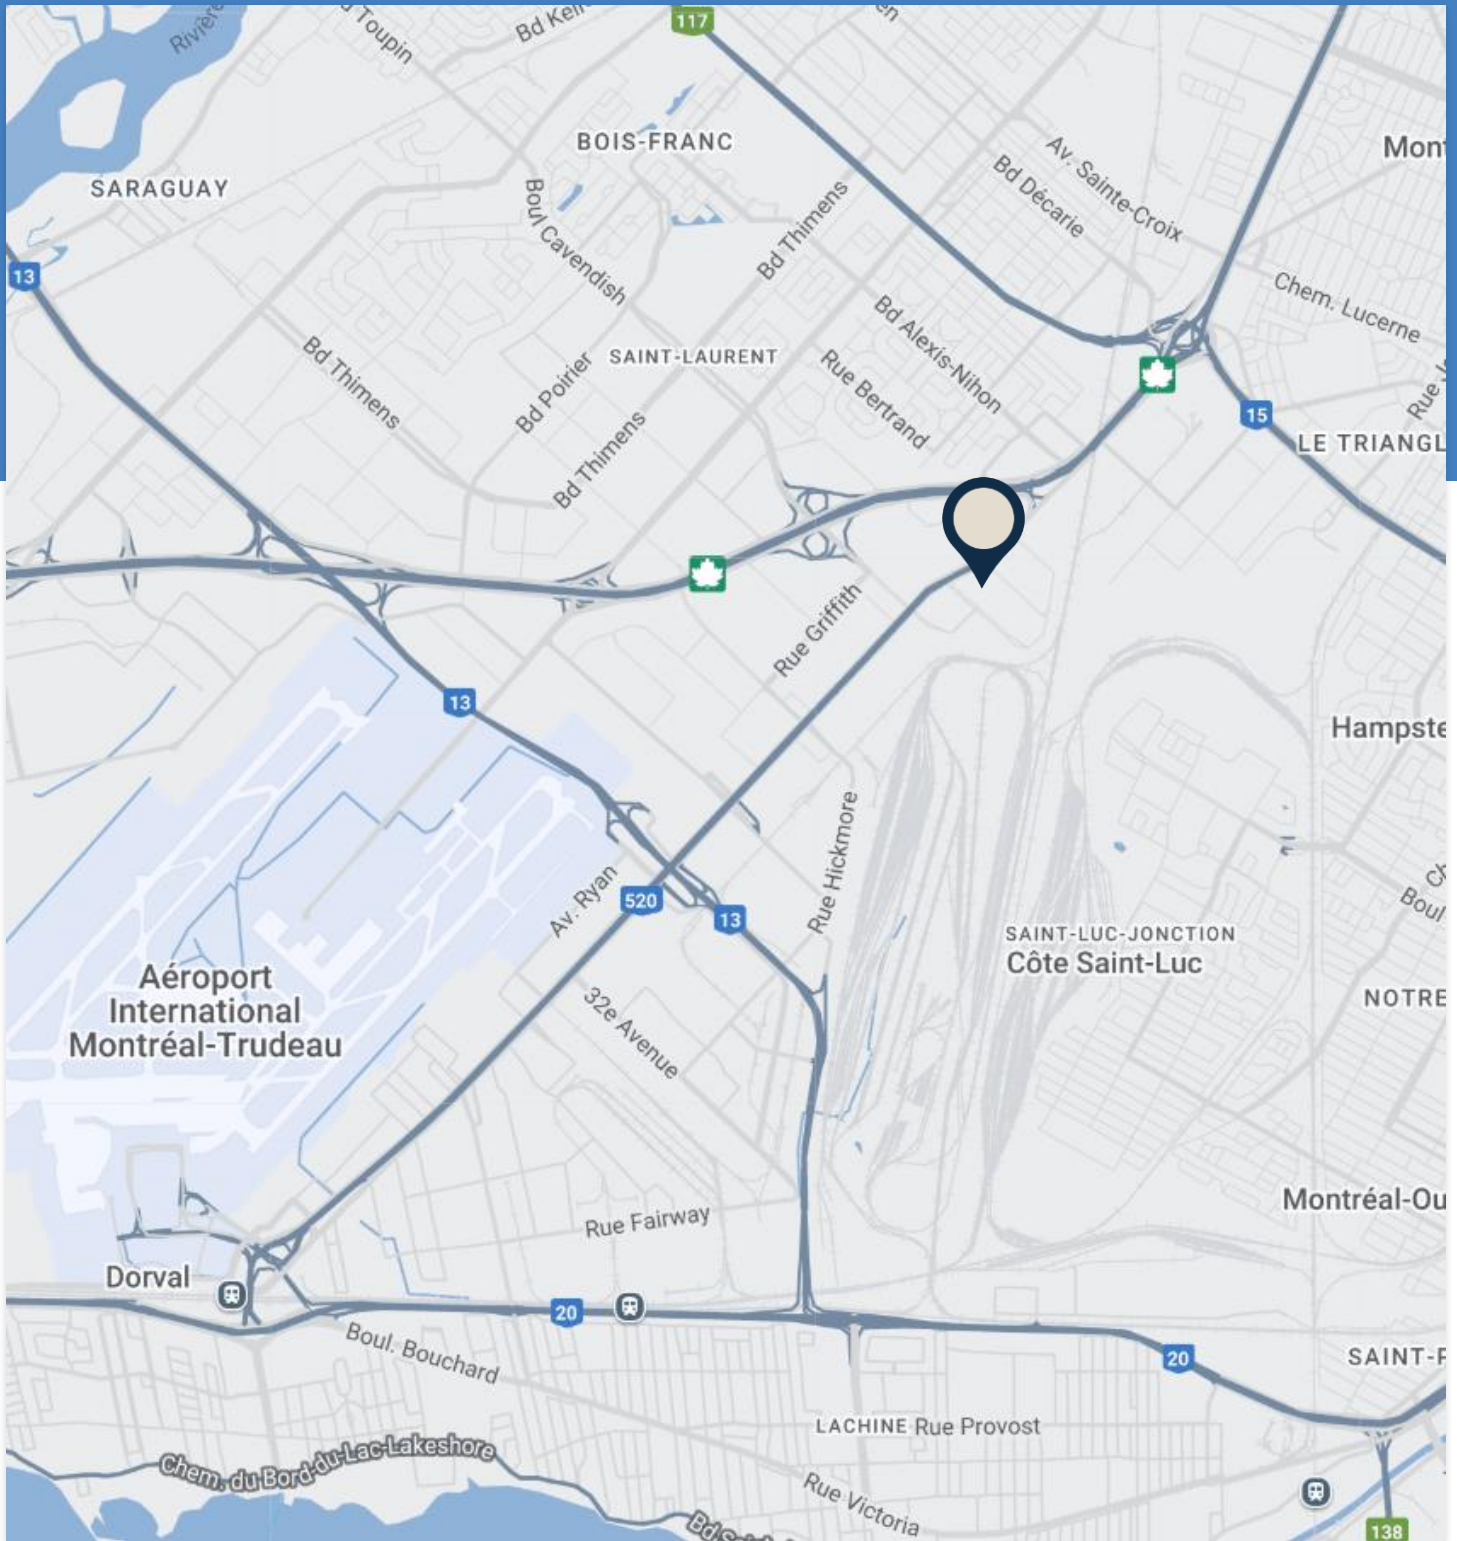 Rivière
Toupin
Bd Kell
117
en
BOIS-FRANC
SARAGUAY
Boul Cavendish
Bd Thimens
Bd Décarie
Av. Sainte-Croix
Mont
13
Chem. Lucerne
Bd Thimens
Bd Poirier
SAINT-LAURENT
Bd Alexis-Nihon
Rue Bertrand
15
Rue
LE TRIANGL
Bd Thimens
Rue Griffith
13
Hampste
Rue Hickmore
Av. Ryan
520
13
SAINT-LUC-JONCTION
Côte Saint-Luc
Boul
NOTRE
Aéroport
International
Montréal-Trudeau
32e Avenue
Rue Fairway
Montréal-Ou
Dorval
20
Boul. Bouchard
20
SAINT-P
LACHINE
Rue Provost
Chem. du Bord-du-Lac-Lakeshore
Rue Victoria
138